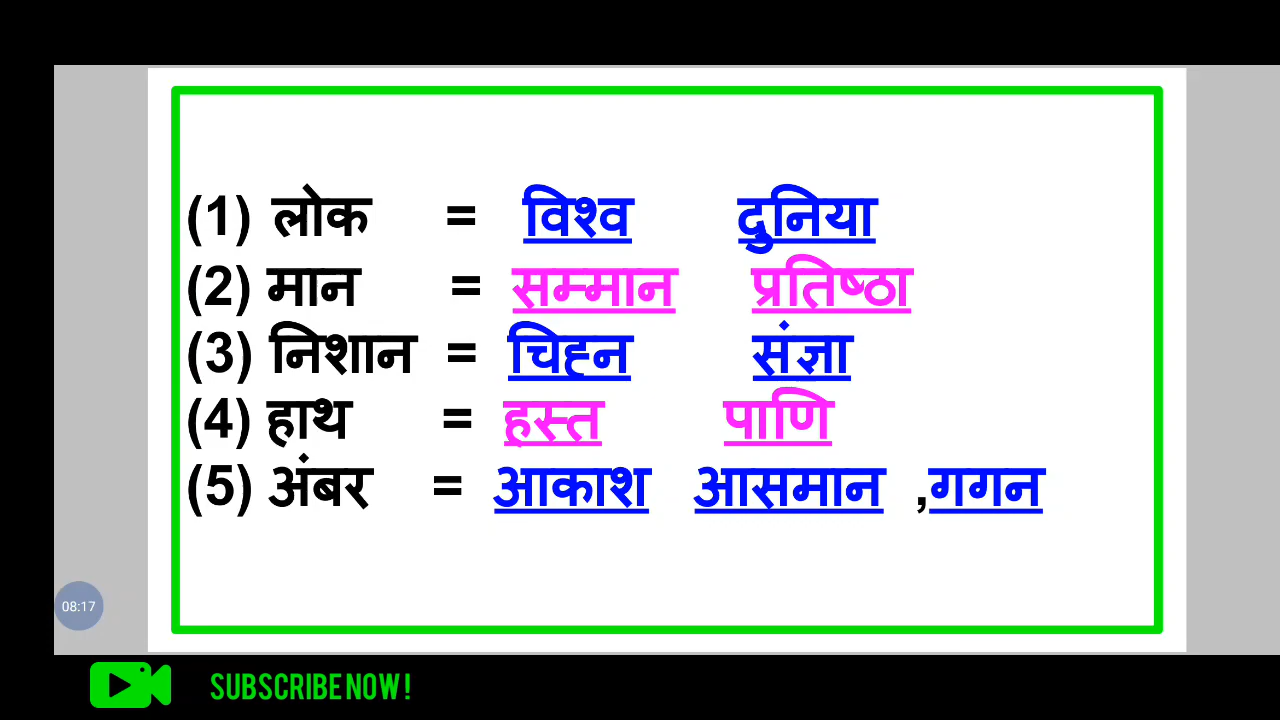 (1) लोक = विश्व दुनिया
(2) मान = सम्मान प्रतिष्ठा
(3) निशान = चिह्न संज्ञा
(4) हाथ = हस्त पाणि
(5) अंबर = आकाश आसमान ,गगन
08:17
SUBSCRIBE NOW !